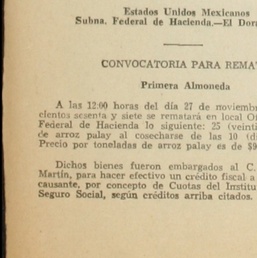 Estados Unidos Mexicanos
Subna. Federal de Hacienda.—El Dor
CONVOCATORIA PARA REMA
Primera Almoneda
A las 12:00 horas del día 27 de noviemb
cientos sesenta y siete se rematará en local Of
Federal de Hacienda lo siguiente: 25 (veinti
de arroz palay al cosecharse de las 10 (d
Precio por toneladas de arroz palay es de $9
Dichos bienes fueron embargados al C.
Martín, para hacer efectivo un crédito fiscal a
causante, por concepto de Cuotas del Institu
Seguro Social, según créditos arriba citados.